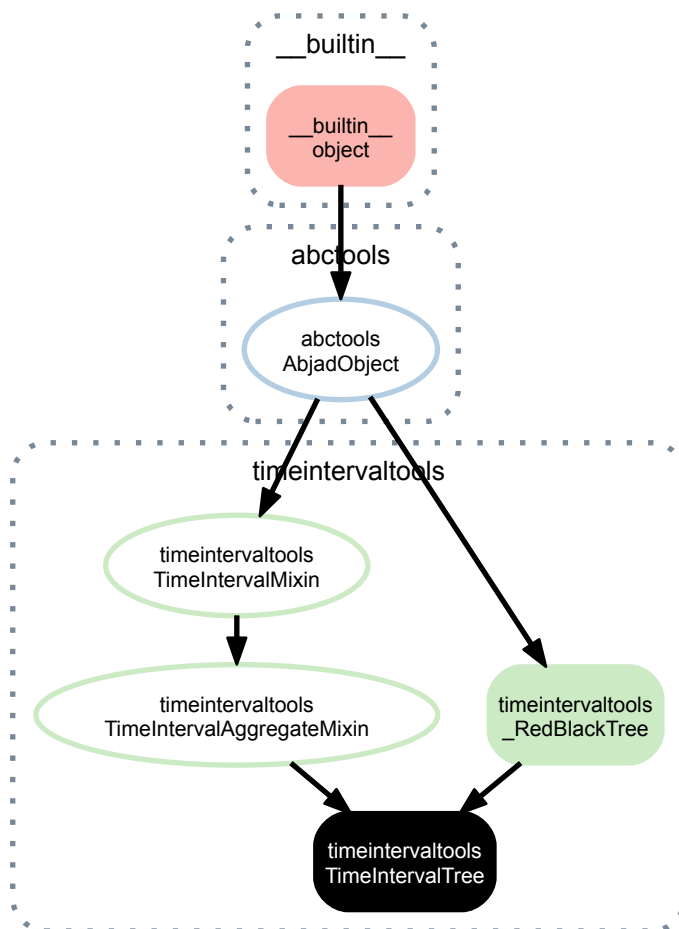 __builtin__
__builtin__
object
abctools
abctools
AbjadObject
timeintervaltools
timeintervaltools
TimeIntervalMixin
timeintervaltools
TimeIntervalAggregateMixin
timeintervaltools
_RedBlackTree
timeintervaltools
TimeIntervalTree